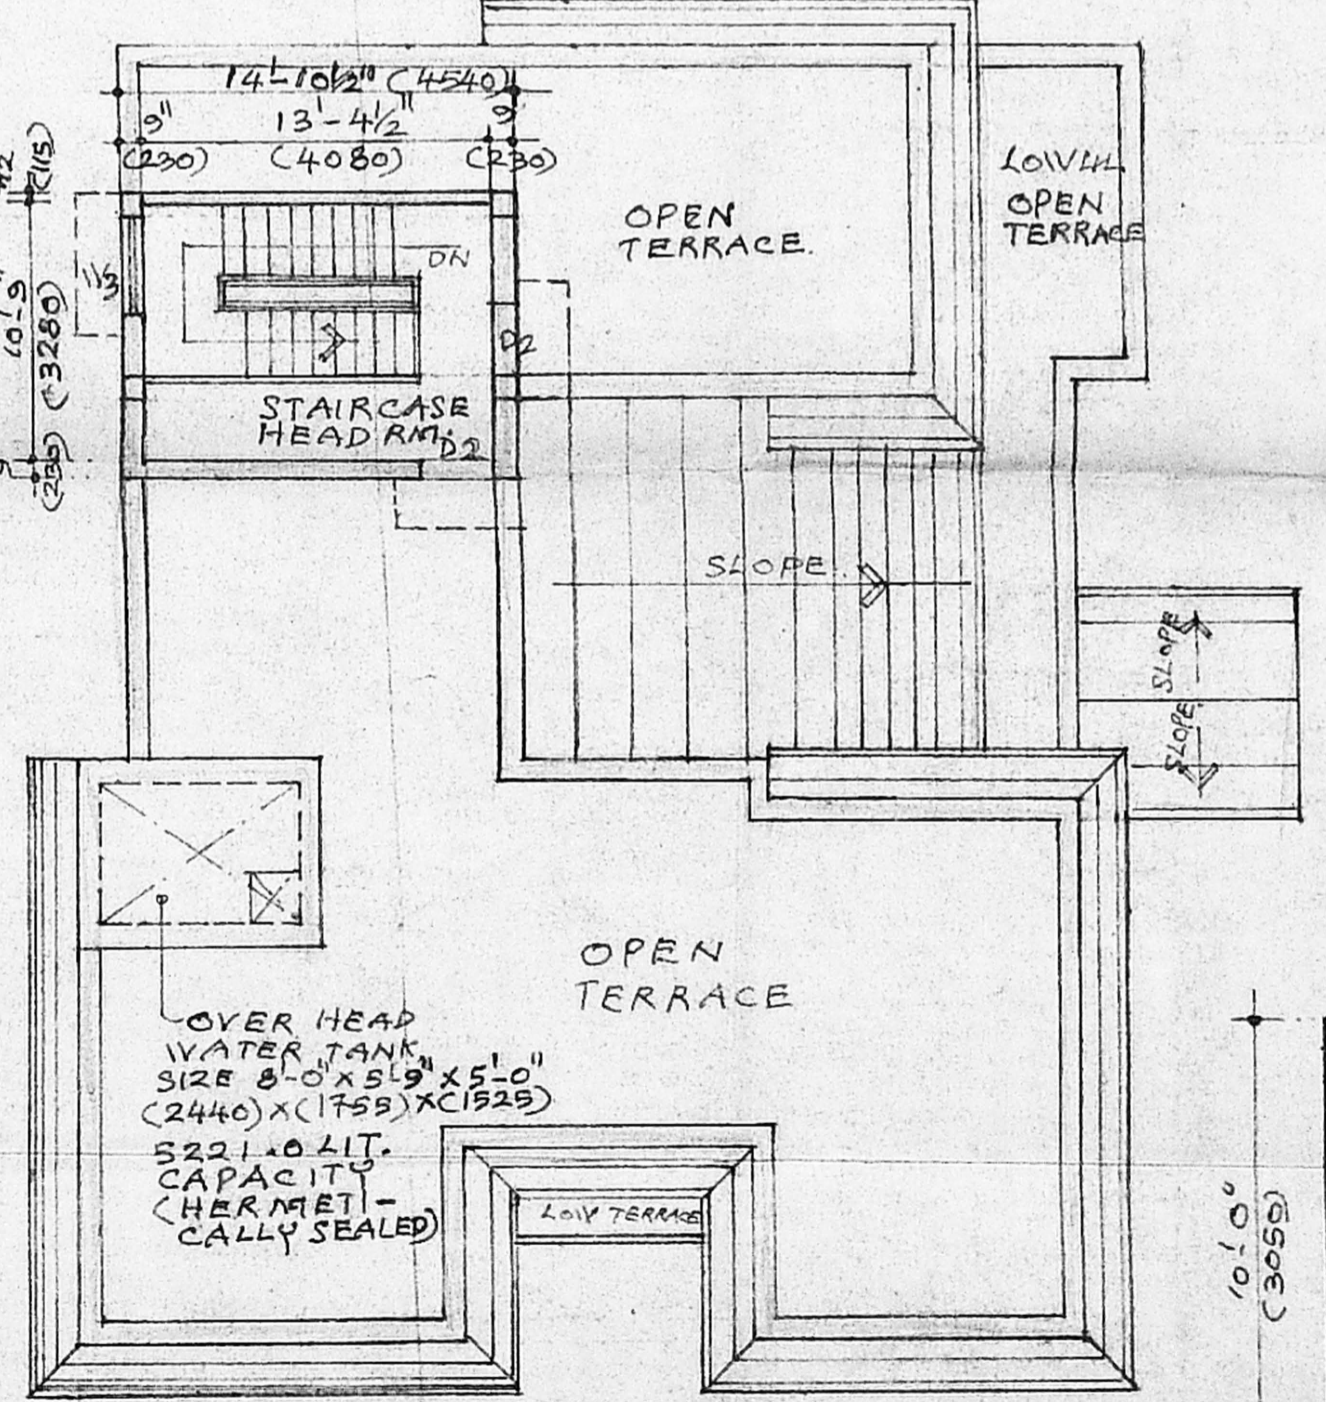 14'-10½" (4540)
9" 13'-4½" 9"
(230) (4080) (230)
(115)
10'-9"
(3280)
(230)
DN
D2
STAIRCASE
HEAD RM.
D2
OPEN
TERRACE.
OPEN
TERRACE
SLOPE
SLOPE
SLOPE
OPEN
TERRACE
OVER HEAD
WATER TANK
SIZE 8'-0" X 5'-9" X 5'-0"
(2440) X (1755) X (1525)
5221.0 LIT.
CAPACITY
(HERMETI-
CALLY SEALED)
LOW TERRACE
10'-0"
(3050)